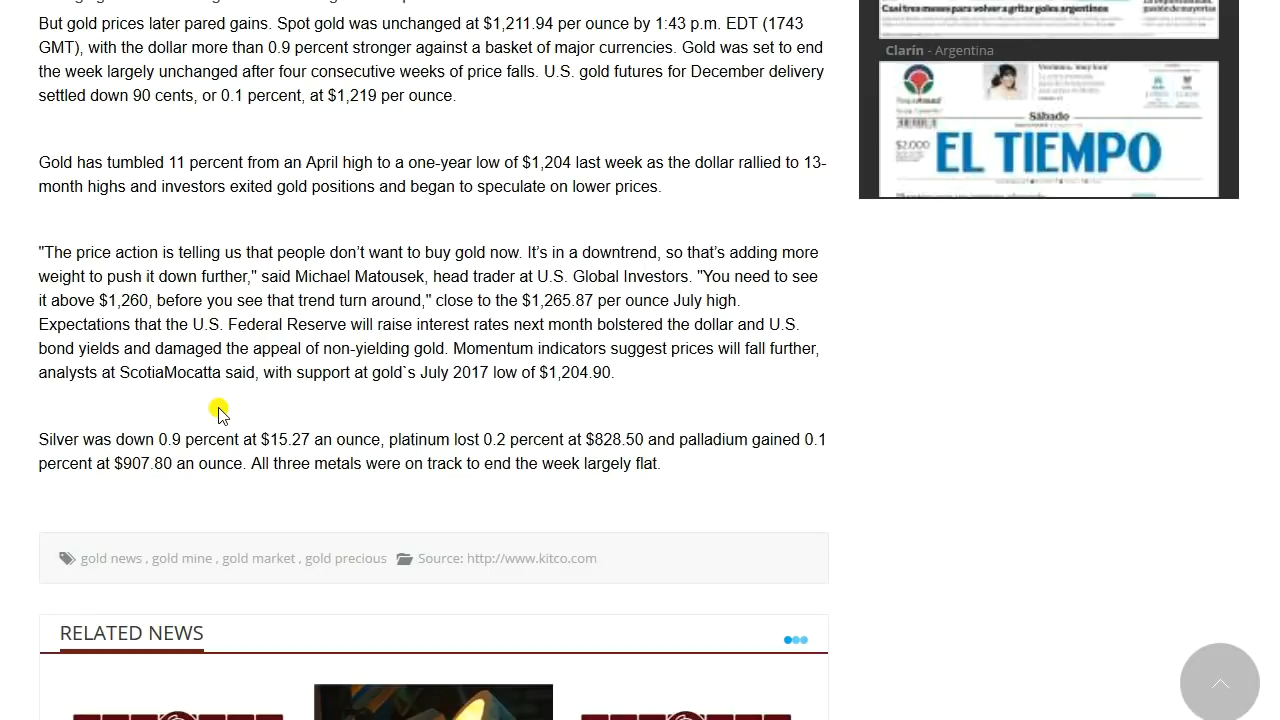 But gold prices later pared gains. Spot gold was unchanged at $1,211.94 per ounce by 1:43 p.m. EDT (1743
GMT), with the dollar more than 0.9 percent stronger against a basket of major currencies. Gold was set to end
the week largely unchanged after four consecutive weeks of price falls. U.S. gold futures for December delivery
settled down 90 cents, or 0.1 percent, at $1,219 per ounce.
Gold has tumbled 11 percent from an April high to a one-year low of $1,204 last week as the dollar rallied to 13-
month highs and investors exited gold positions and began to speculate on lower prices.
"The price action is telling us that people don’t want to buy gold now. It’s in a downtrend, so that’s adding more
weight to push it down further," said Michael Matousek, head trader at U.S. Global Investors. "You need to see
it above $1,260, before you see that trend turn around," close to the $1,265.87 per ounce July high.
Expectations that the U.S. Federal Reserve will raise interest rates next month bolstered the dollar and U.S.
bond yields and damaged the appeal of non-yielding gold. Momentum indicators suggest prices will fall further,
analysts at ScotiaMocatta said, with support at gold`s July 2017 low of $1,204.90.
Silver was down 0.9 percent at $15.27 an ounce, platinum lost 0.2 percent at $828.50 and palladium gained 0.1
percent at $907.80 an ounce. All three metals were on track to end the week largely flat.
gold news , gold mine , gold market , gold precious Source: http://www.kitco.com
RELATED NEWS
Casi tres meses para volver a gritar goles argentinos
Clarín - Argentina
Sábado
$2.000
EL TIEMPO